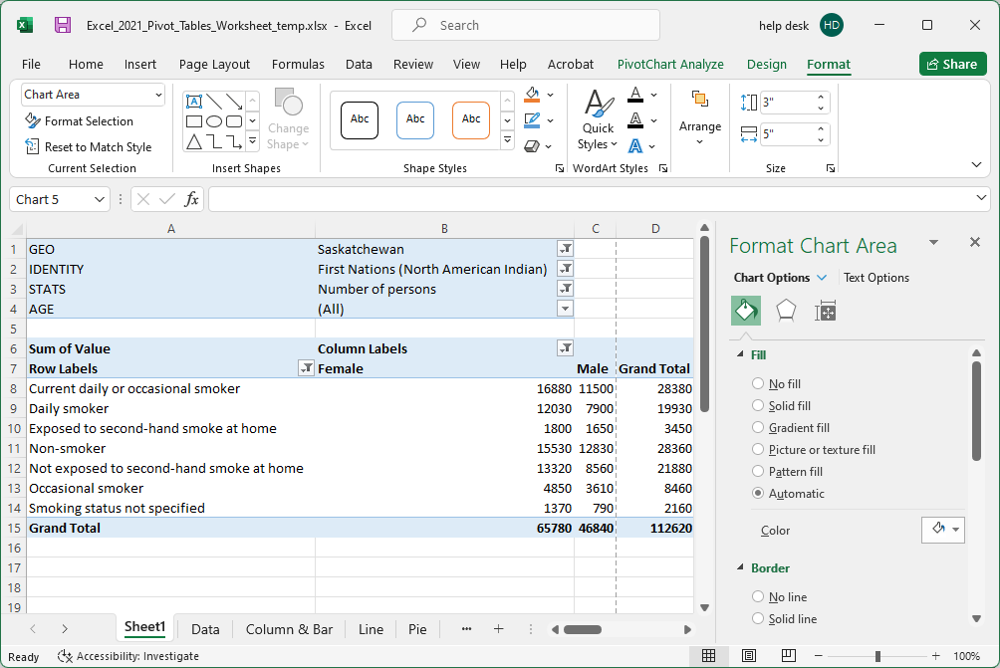 Excel_2021_Pivot_Tables_Worksheet_temp.xlsx - Excel Search help desk HD
File Home Insert Page Layout Formulas Data Review View Help Acrobat PivotChart Analyze Design Format Share
Chart Area
Format Selection
Reset to Match Style
Current Selection
Change
Shape
Insert Shapes
Abc Abc Abc
Shape Styles
Quick
Styles
A A A A
WordArt Styles
Arrange
3"
5"
Size
Chart 5 fx
A B C D
1 GEO Saskatchewan
2 IDENTITY First Nations (North American Indian)
3 STATS Number of persons
4 AGE (All)
5
6 Sum of Value Column Labels
7 Row Labels Female Male Grand Total
8 Current daily or occasional smoker 16880 11500 28380
9 Daily smoker 12030 7900 19930
10 Exposed to second-hand smoke at home 1800 1650 3450
11 Non-smoker 15530 12830 28360
12 Not exposed to second-hand smoke at home 13320 8560 21880
13 Occasional smoker 4850 3610 8460
14 Smoking status not specified 1370 790 2160
15 Grand Total 65780 46840 112620
16
17
18
19
Format Chart Area
Chart Options Text Options
Fill
No fill
Solid fill
Gradient fill
Picture or texture fill
Pattern fill
Automatic
Color
Border
No line
Solid line
Sheet1 Data Column & Bar Line Pie
Ready Accessibility: Investigate 100%